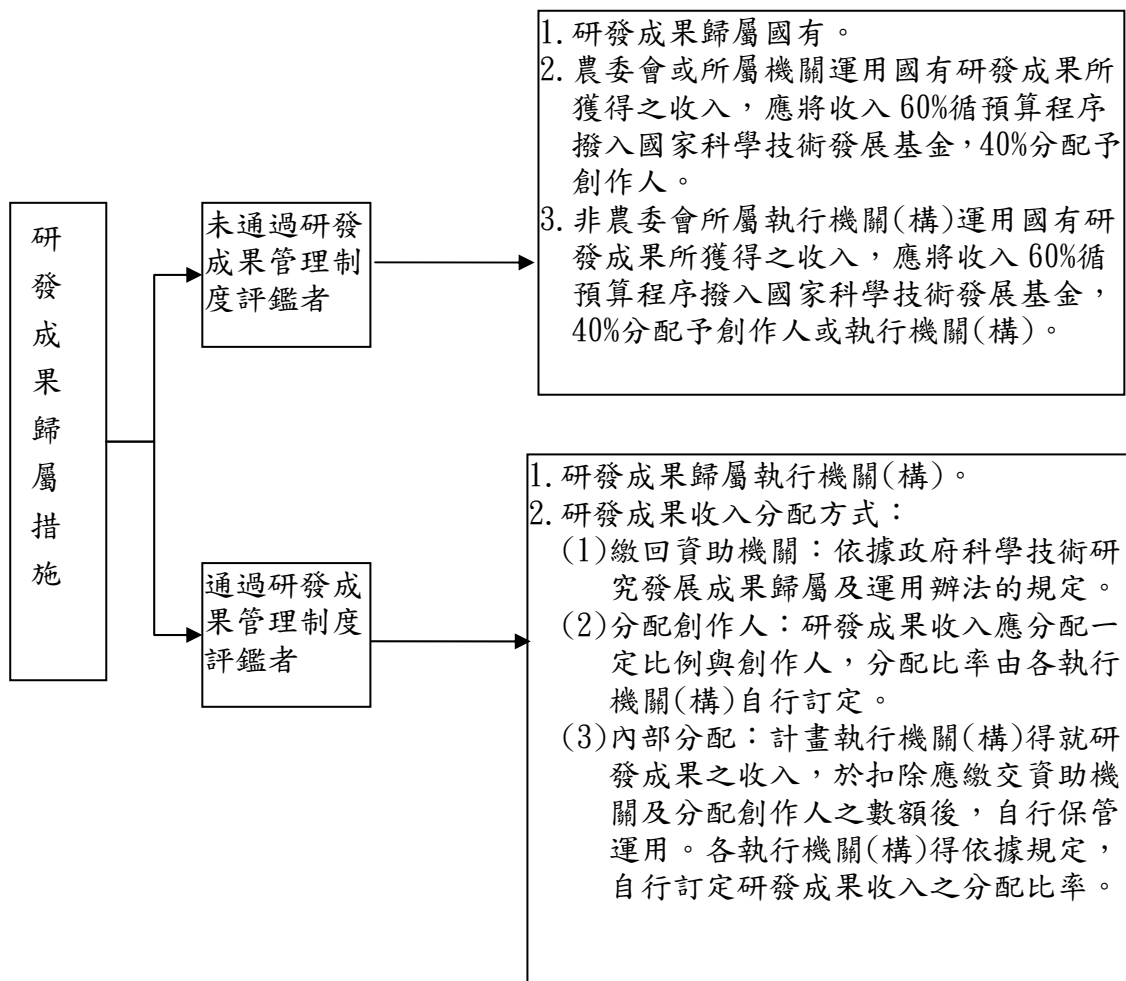 研發成果歸屬措施
未通過研發
成果管理制
度評鑑者
1.研發成果歸屬國有。
2.農委會或所屬機關運用國有研發成果所
獲得之收入，應將收入 60%循預算程序
撥入國家科學技術發展基金，40%分配予
創作人。
3.非農委會所屬執行機關(構)運用國有研
發成果所獲得之收入，應將收入 60%循
預算程序撥入國家科學技術發展基金，
40%分配予創作人或執行機關(構)。
通過研發成
果管理制度
評鑑者
1.研發成果歸屬執行機關(構)。
2.研發成果收入分配方式：
(1)繳回資助機關：依據政府科學技術研
究發展成果歸屬及運用辦法的規定。
(2)分配創作人：研發成果收入應分配一
定比例與創作人，分配比率由各執行
機關(構)自行訂定。
(3)內部分配：計畫執行機關(構)得就研
發成果之收入，於扣除應繳交資助機
關及分配創作人之數額後，自行保管
運用。各執行機關(構)得依據規定，
自行訂定研發成果收入之分配比率。